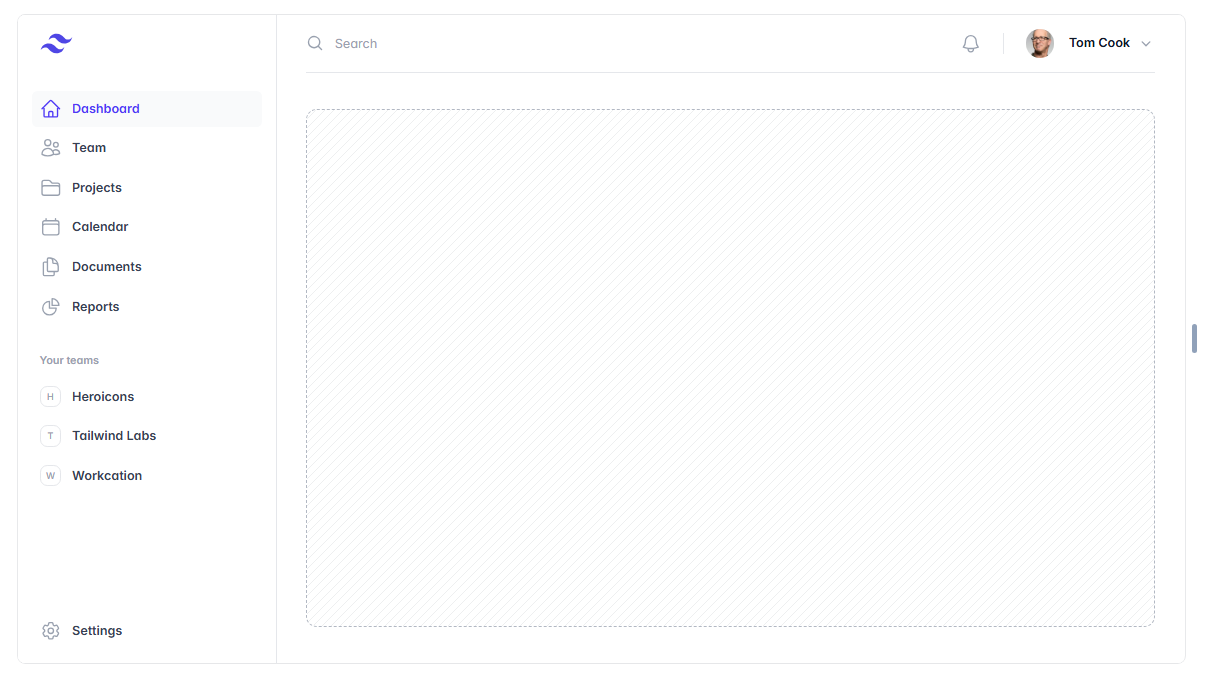 Search
Tom Cook
Dashboard
Team
Projects
Calendar
Documents
Reports
Your teams
H Heroicons
T Tailwind Labs
W Workcation
Settings